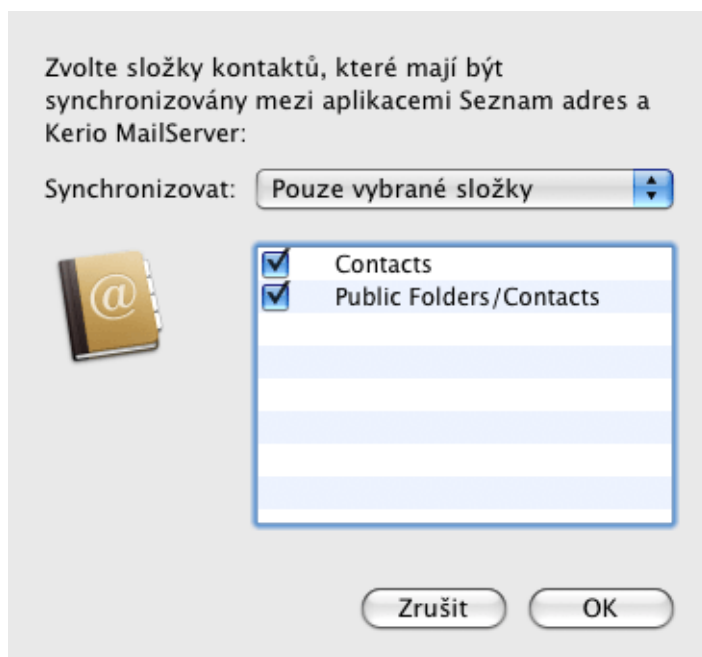 Zvolte složky kontaktů, které mají být
synchronizovány mezi aplikacemi Seznam adres a
Kerio MailServer:
Synchronizovat: Pouze vybrané složky
@
Contacts
Public Folders/Contacts
Zrušit OK